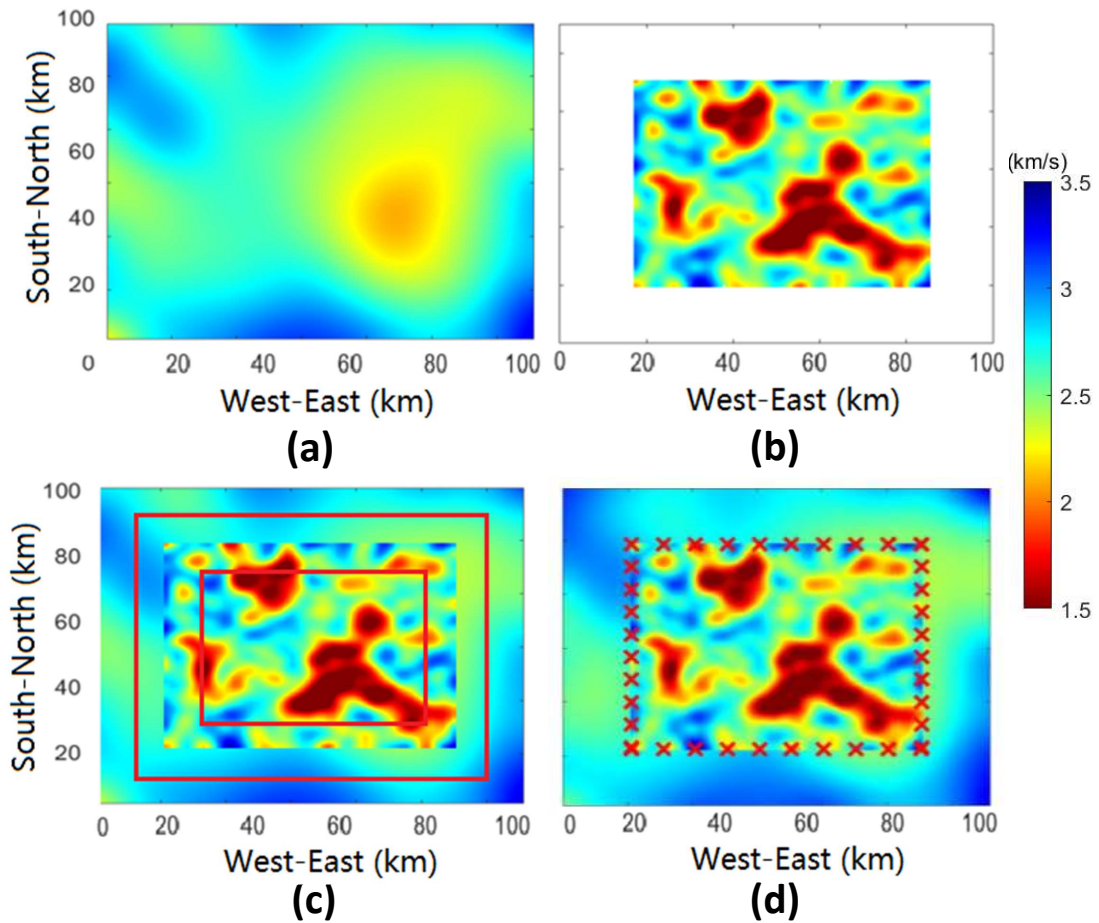 100
80
60
40
20
0
South-North (km)
20 40 60 80 100
West-East (km)
(a)
0 20 40 60 80 100
West-East (km)
(b)
(km/s)
3.5
3
2.5
2
1.5
100
80
60
40
20
South-North (km)
0 20 40 60 80 100
West-East (km)
(c)
0 20 40 60 80 100
West-East (km)
(d)